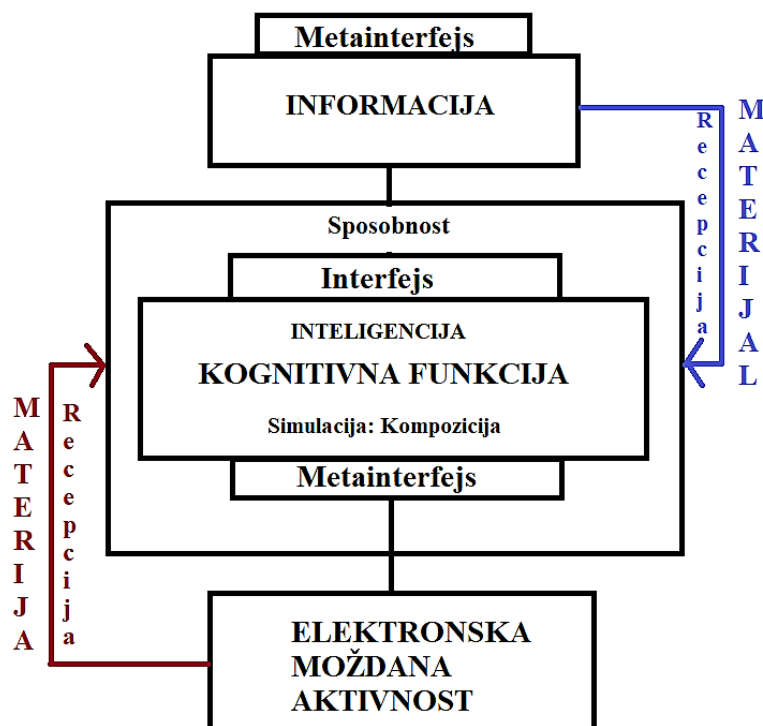 Metainterfejs
INFORMACIJA
Recepcija
MATERIJAL
Sposobnost
Interfejs
INTELIGENCIJA
KOGNITIVNA FUNKCIJA
Simulacija: Kompozicija
Metainterfejs
MATERIJA
Recepcija
ELEKTRONSKA
MOŽDANA
AKTIVNOST